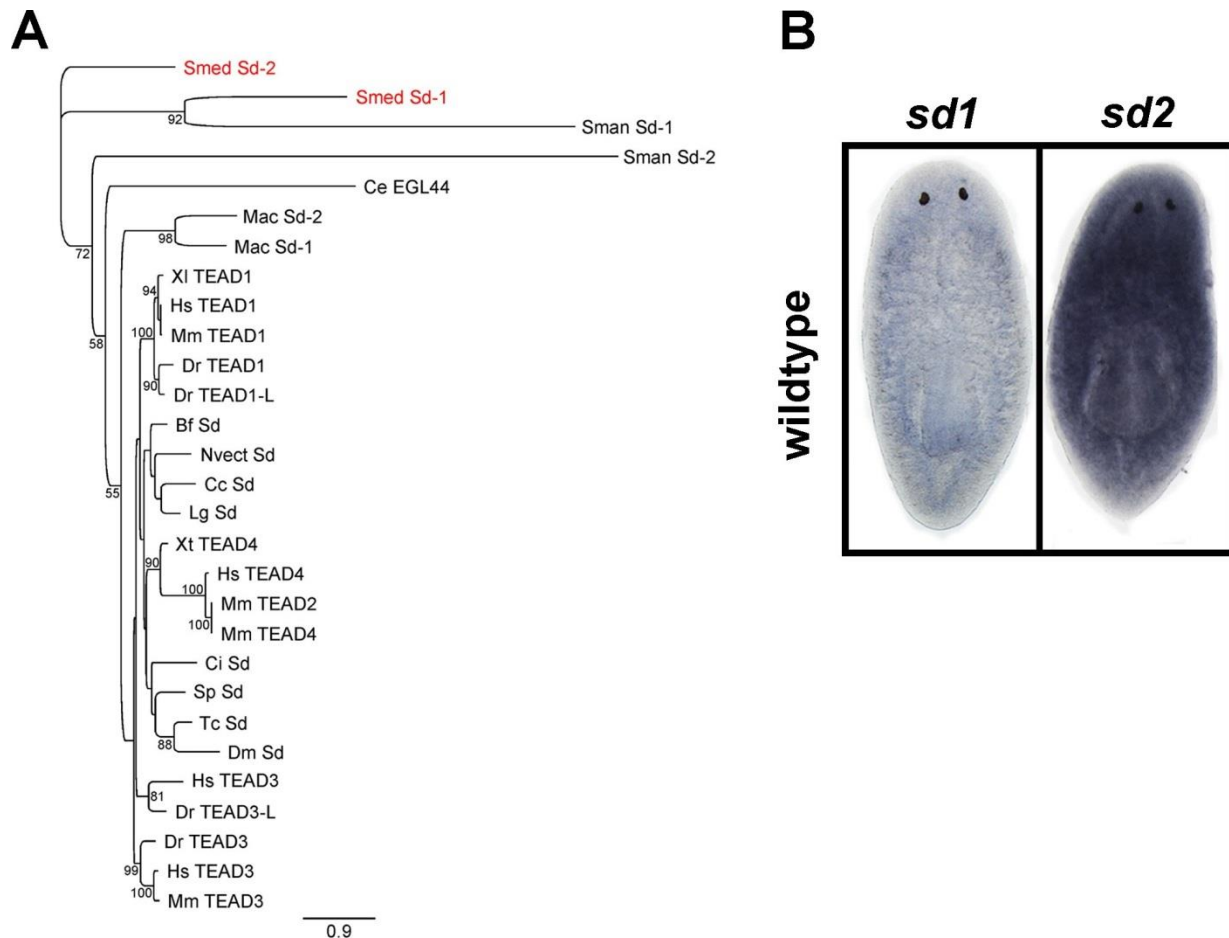 A
Smed Sd-2
Smed Sd-1
92
Sman Sd-1
Sman Sd-2
Ce EGL44
Mac Sd-2
98
Mac Sd-1
72
Xl TEAD1
94
Hs TEAD1
100
Mm TEAD1
58
Dr TEAD1
90
Dr TEAD1-L
Bf Sd
Nvect Sd
Cc Sd
55
Lg Sd
Xt TEAD4
90
Hs TEAD4
100
Mm TEAD2
100
Mm TEAD4
Ci Sd
Sp Sd
Tc Sd
88
Dm Sd
Hs TEAD3
81
Dr TEAD3-L
Dr TEAD3
99
Hs TEAD3
100
Mm TEAD3
0.9
B
sd1 sd2
wildtype